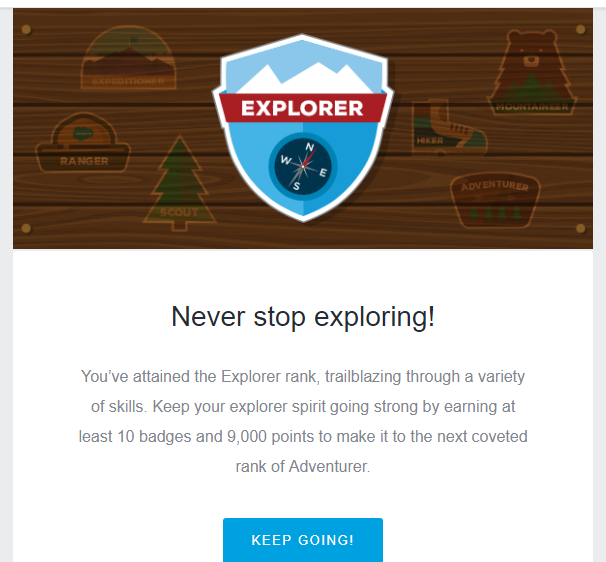 EXPEDITIONER
EXPLORER
MOUNTAINEER
RANGER
HIKER
SCOUT
ADVENTURER
N
W
E
S
Never stop exploring!
You’ve attained the Explorer rank, trailblazing through a variety
of skills. Keep your explorer spirit going strong by earning at
least 10 badges and 9,000 points to make it to the next coveted
rank of Adventurer.
KEEP GOING!